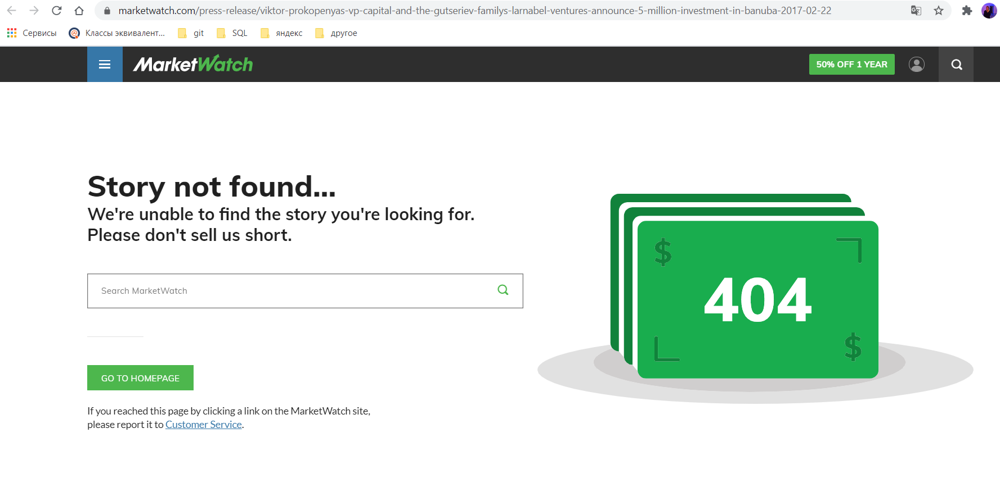 marketwatch.com/press-release/viktor-prokopenyas-vp-capital-and-the-gutseriev-familys-larnabel-ventures-announce-5-million-investment-in-banuba-2017-02-22
Сервисы Классы эквивалент... git SQL яндекс другое
MarketWatch 50% OFF 1 YEAR
Story not found...
We're unable to find the story you're looking for.
Please don't sell us short.
Search MarketWatch
GO TO HOMEPAGE
If you reached this page by clicking a link on the MarketWatch site,
please report it to Customer Service.
$
404
$